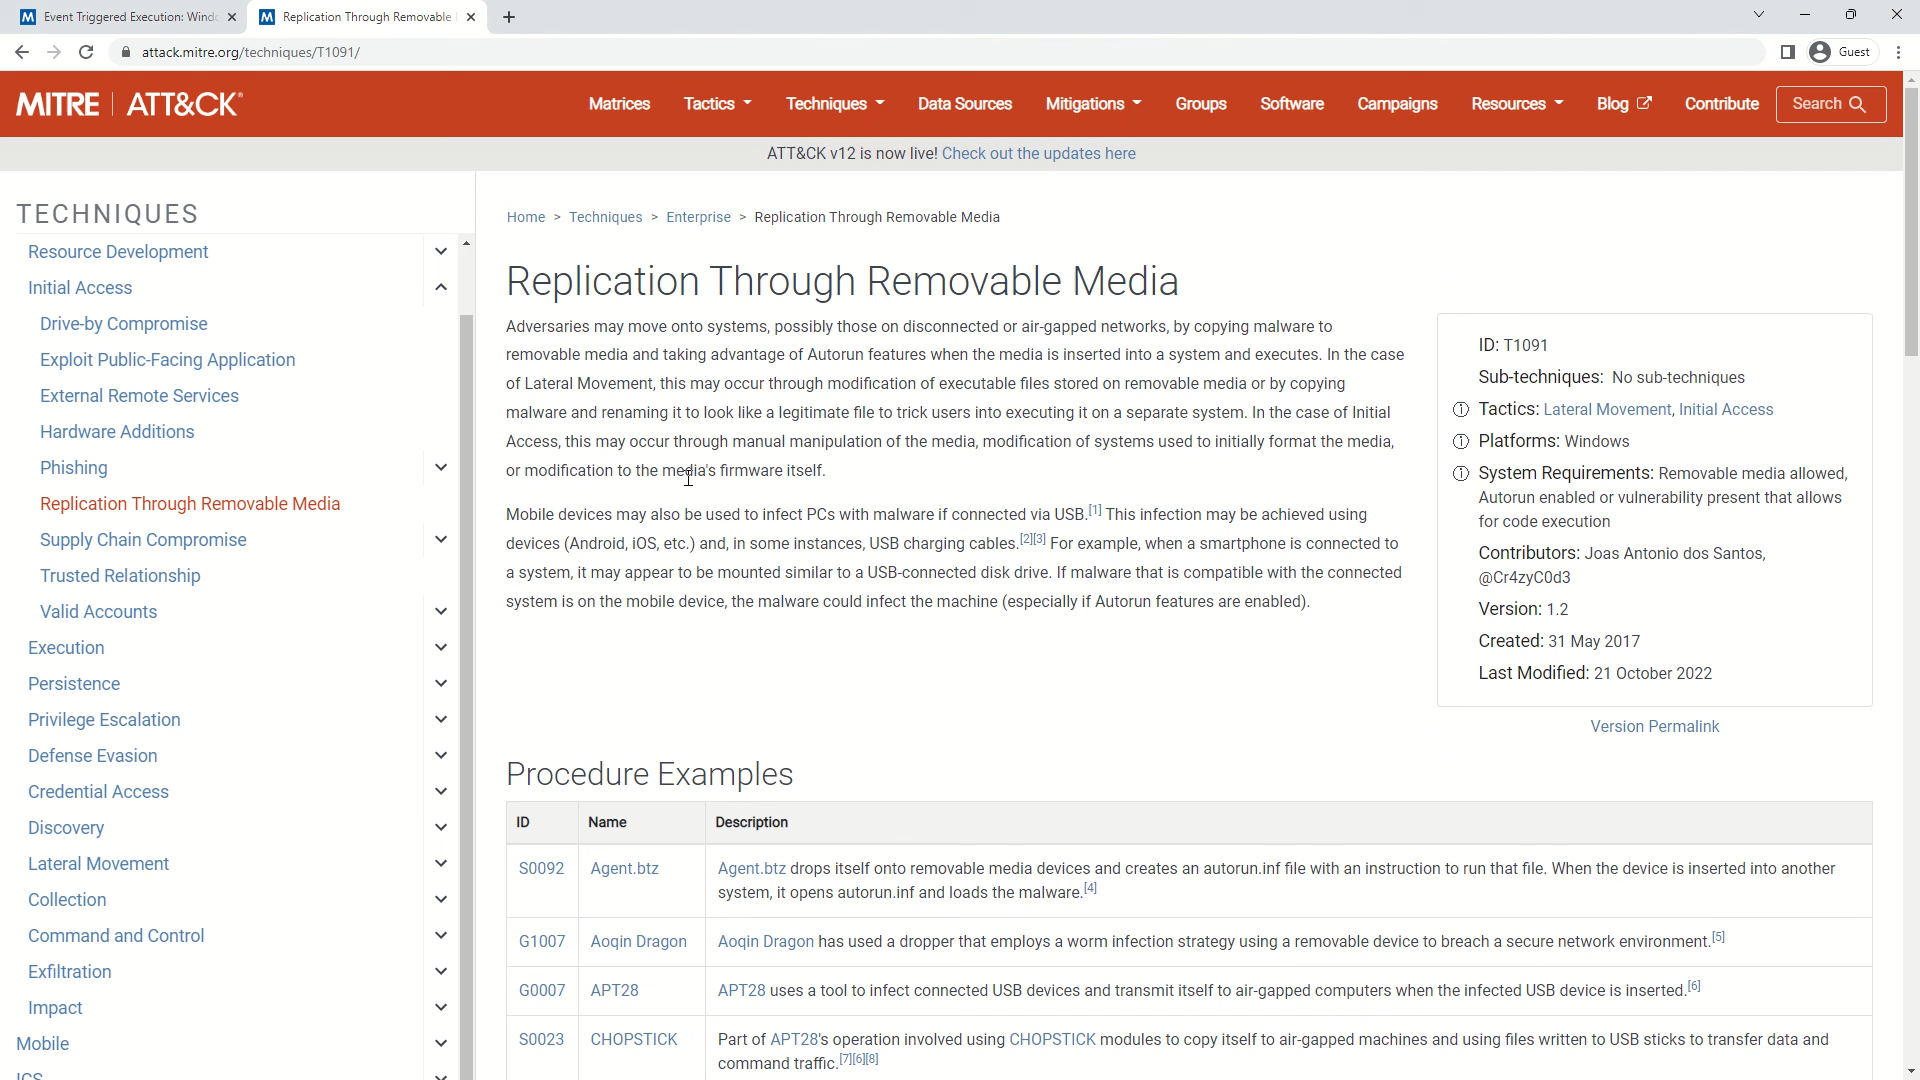 Event Triggered Execution: Windo
Replication Through Removable
attack.mitre.org/techniques/T1091/
Guest
MITRE | ATT&CK®
Matrices
Tactics
Techniques
Data Sources
Mitigations
Groups
Software
Campaigns
Resources
Blog
Contribute
Search
ATT&CK v12 is now live! Check out the updates here
TECHNIQUES
Resource Development
Initial Access
Drive-by Compromise
Exploit Public-Facing Application
External Remote Services
Hardware Additions
Phishing
Replication Through Removable Media
Supply Chain Compromise
Trusted Relationship
Valid Accounts
Execution
Persistence
Privilege Escalation
Defense Evasion
Credential Access
Discovery
Lateral Movement
Collection
Command and Control
Exfiltration
Impact
Mobile
ICS
Home > Techniques > Enterprise > Replication Through Removable Media
Replication Through Removable Media
Adversaries may move onto systems, possibly those on disconnected or air-gapped networks, by copying malware to
removable media and taking advantage of Autorun features when the media is inserted into a system and executes. In the case
of Lateral Movement, this may occur through modification of executable files stored on removable media or by copying
malware and renaming it to look like a legitimate file to trick users into executing it on a separate system. In the case of Initial
Access, this may occur through manual manipulation of the media, modification of systems used to initially format the media,
or modification to the media's firmware itself.
Mobile devices may also be used to infect PCs with malware if connected via USB.[1] This infection may be achieved using
devices (Android, iOS, etc.) and, in some instances, USB charging cables.[2][3] For example, when a smartphone is connected to
a system, it may appear to be mounted similar to a USB-connected disk drive. If malware that is compatible with the connected
system is on the mobile device, the malware could infect the machine (especially if Autorun features are enabled).
ID: T1091
Sub-techniques: No sub-techniques
Tactics: Lateral Movement, Initial Access
Platforms: Windows
System Requirements: Removable media allowed,
Autorun enabled or vulnerability present that allows
for code execution
Contributors: Joas Antonio dos Santos,
@Cr4zyC0d3
Version: 1.2
Created: 31 May 2017
Last Modified: 21 October 2022
Version Permalink
Procedure Examples
ID Name Description
S0092 Agent.btz Agent.btz drops itself onto removable media devices and creates an autorun.inf file with an instruction to run that file. When the device is inserted into another
system, it opens autorun.inf and loads the malware.[4]
G1007 Aoqin Dragon Aoqin Dragon has used a dropper that employs a worm infection strategy using a removable device to breach a secure network environment.[5]
G0007 APT28 APT28 uses a tool to infect connected USB devices and transmit itself to air-gapped computers when the infected USB device is inserted.[6]
S0023 CHOPSTICK Part of APT28's operation involved using CHOPSTICK modules to copy itself to air-gapped machines and using files written to USB sticks to transfer data and
command traffic.[7][6][8]